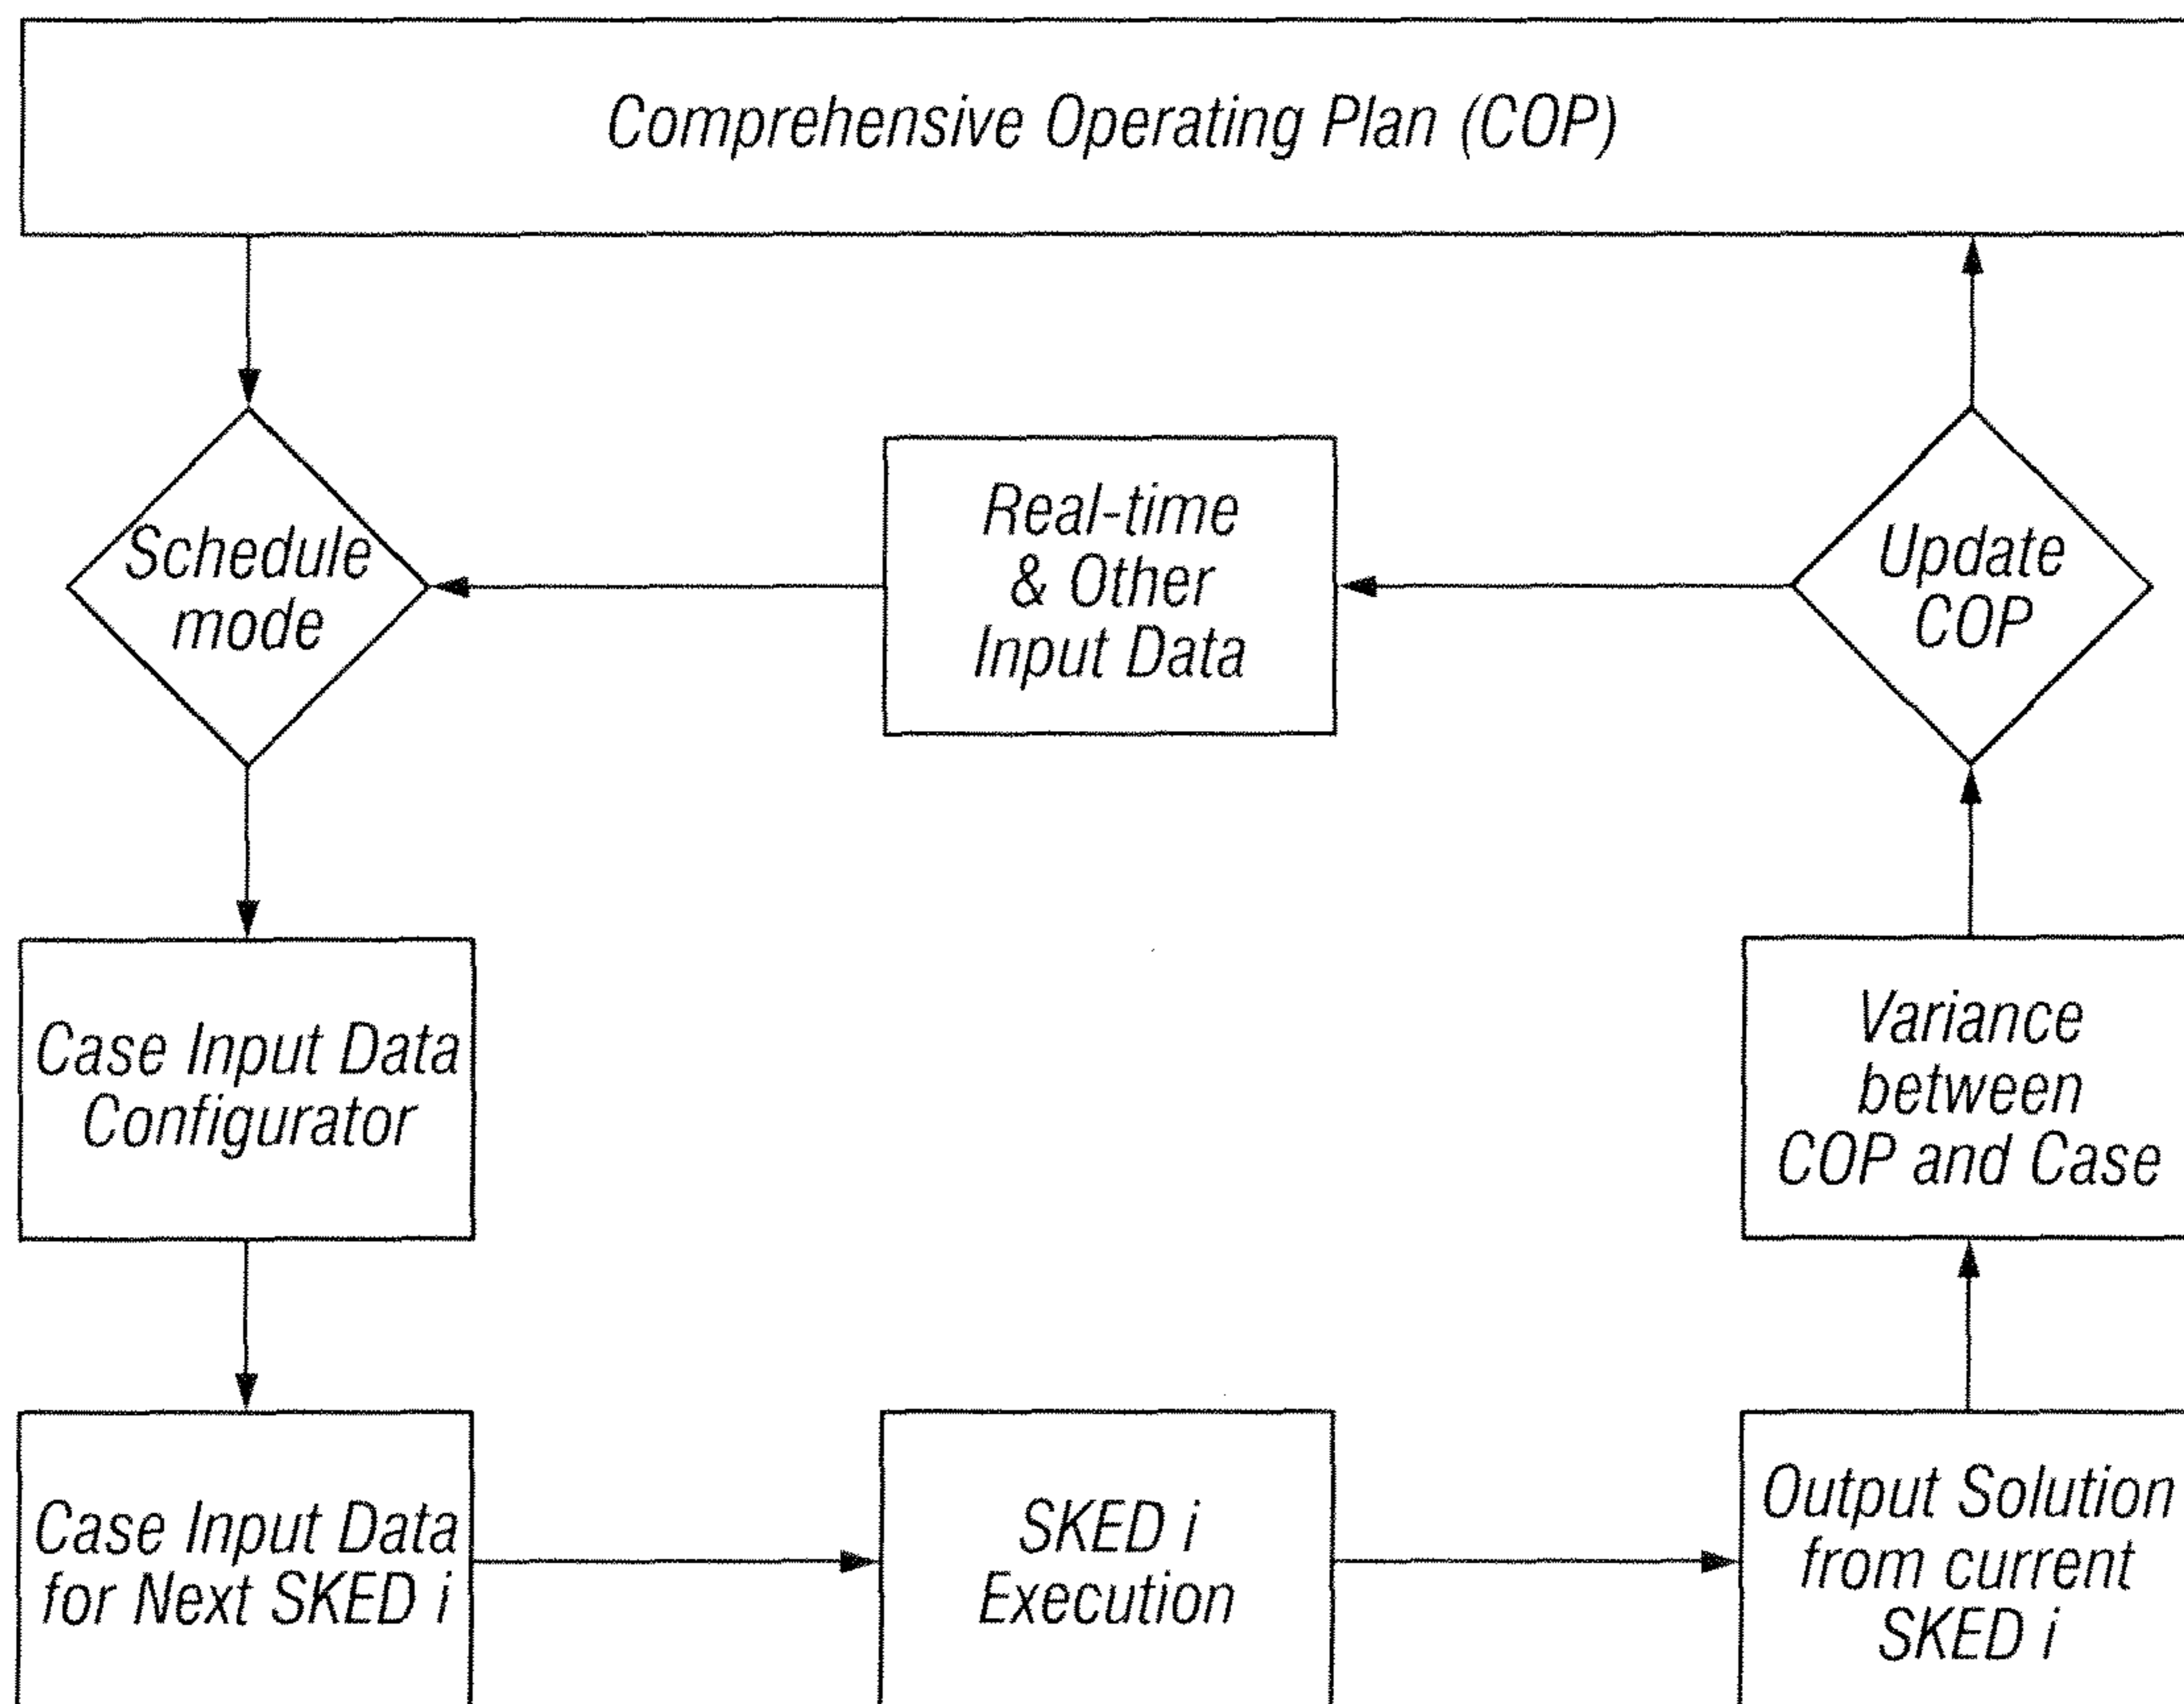 Comprehensive Operating Plan (COP)
Schedule
mode
Real-time
& Other
Input Data
Update
COP
Case Input Data
Configurator
Variance
between
COP and Case
Case Input Data
for Next SKED i
SKED i
Execution
Output Solution
from current
SKED i